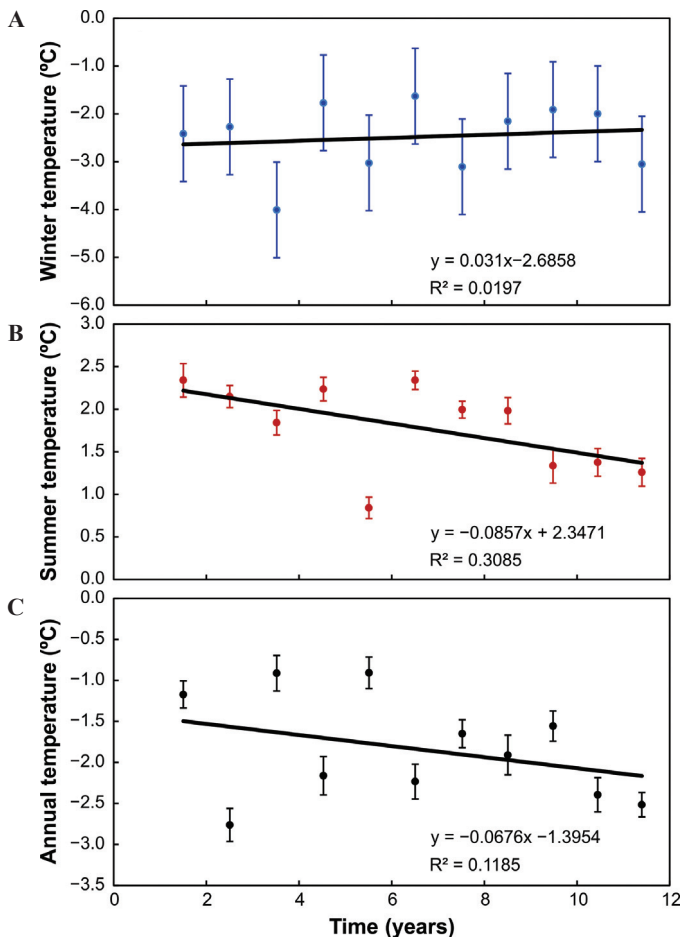 A
Winter temperature (ºC)
0.0
−1.0
−2.0
−3.0
−4.0
−5.0
−6.0
y = 0.031x−2.6858
R² = 0.0197
B
Summer temperature (ºC)
3.0
2.5
2.0
1.5
1.0
0.5
0.0
y = −0.0857x + 2.3471
R² = 0.3085
C
Annual temperature (ºC)
0.0
−0.5
−1.0
−1.5
−2.0
−2.5
−3.0
−3.5
y = −0.0676x −1.3954
R² = 0.1185
0 2 4 6 8 10 12
Time (years)